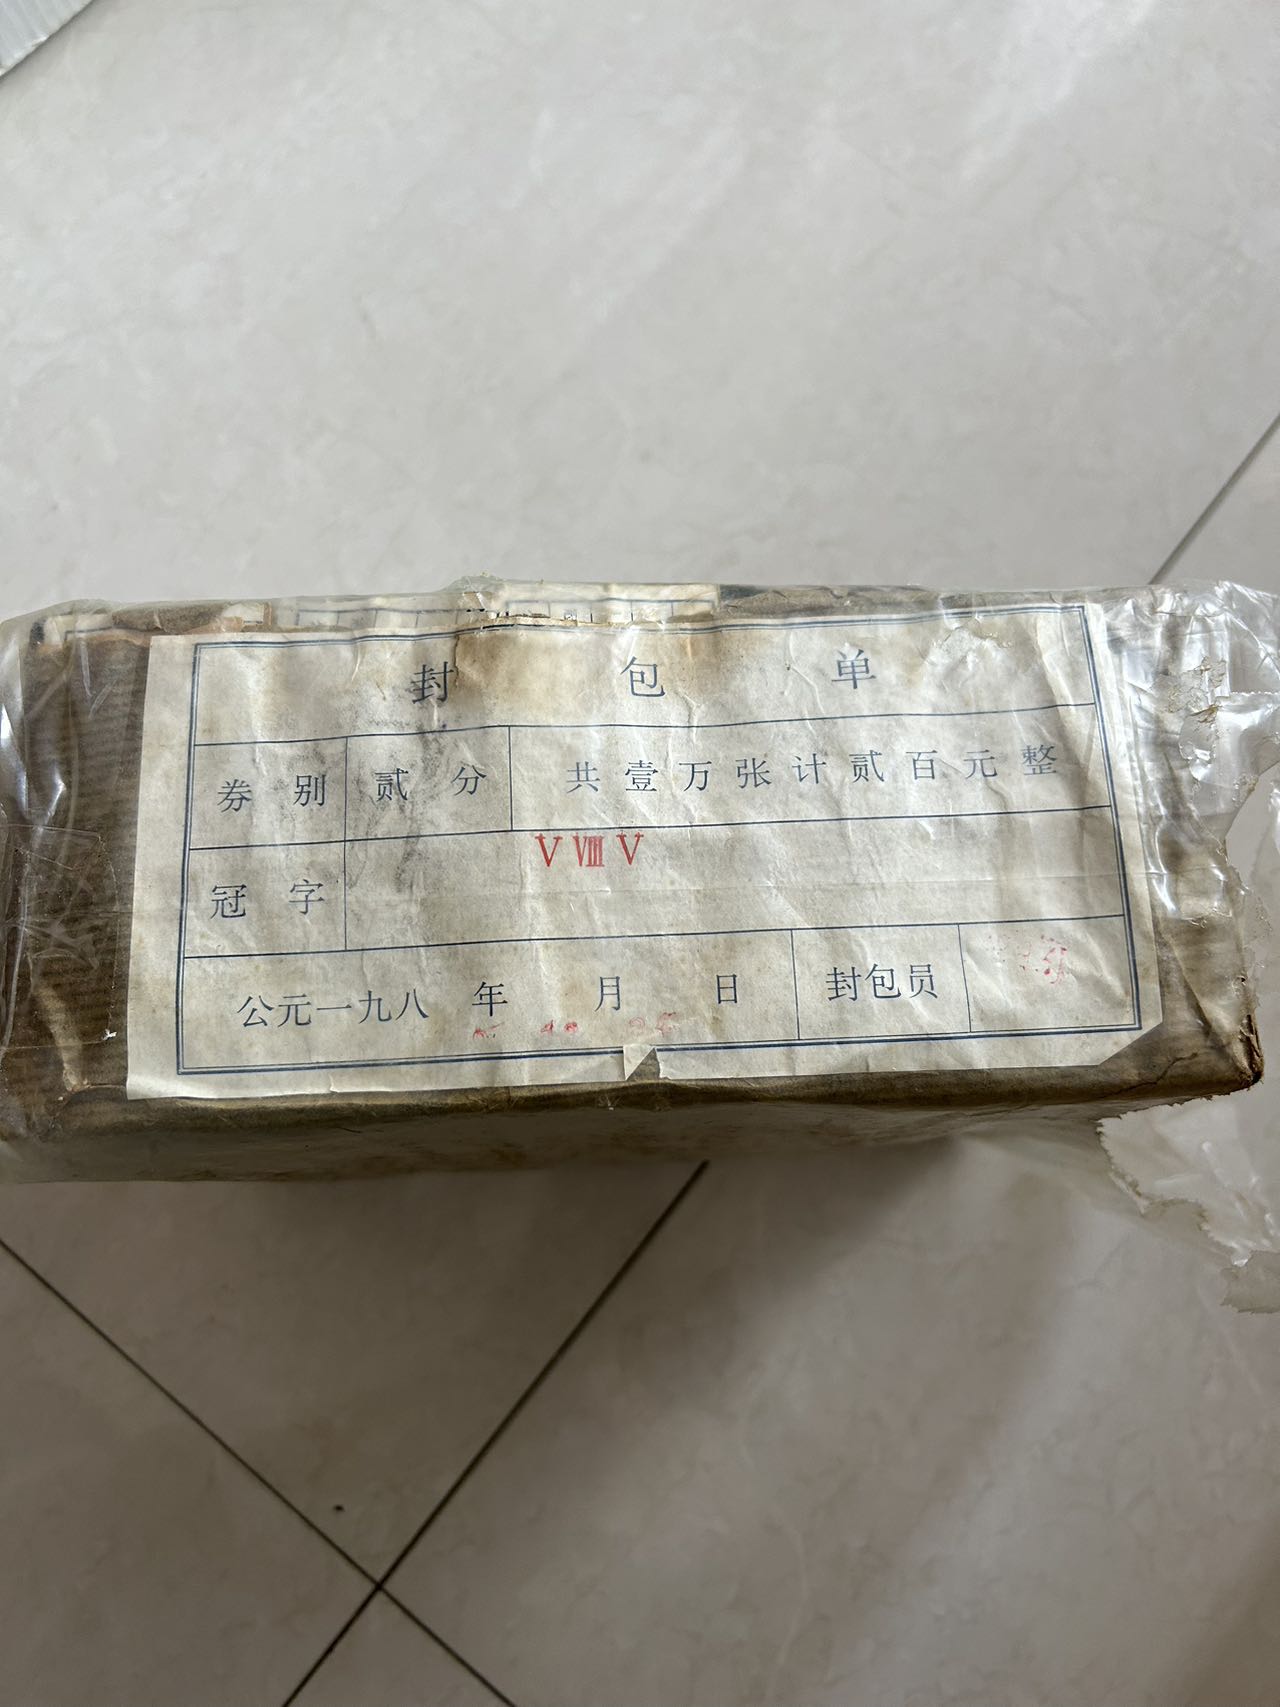 封包单
券别 贰分 共壹万张计贰百元整
冠字 V VIII V
公元一九八 年 月 日 封包员